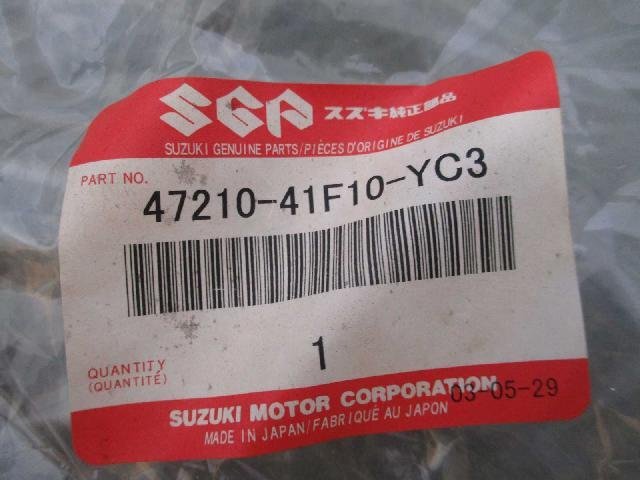 SGP スズキ純正部品
SUZUKI GENUINE PARTS/PIÈCES D'ORIGINE DE SUZUKI
PART NO.
47210-41F10-YC3
1
QUANTITY
(QUANTITÉ)
SUZUKI MOTOR CORPORATION 03-05-29
MADE IN JAPAN/FABRIQUÉ AU JAPON